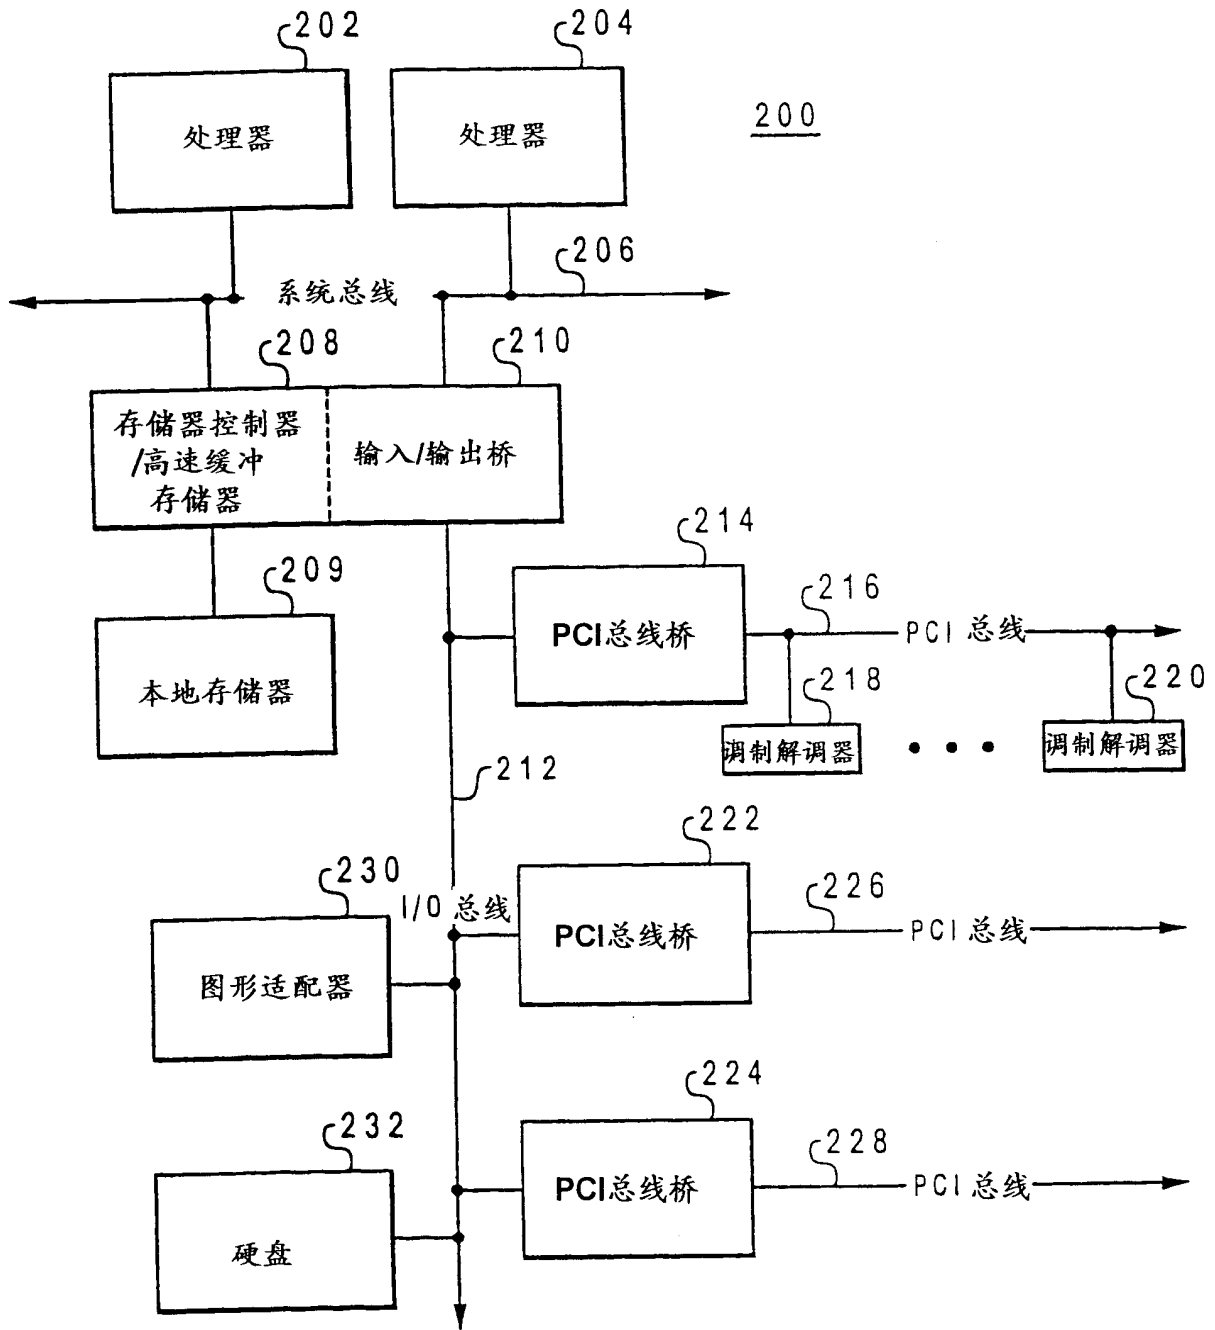 202
204
处理器
处理器
200
206
系统总线
208
210
存储器控制器
/高速缓冲
存储器
输入/输出桥
214
209
216
PCI总线桥
PCI 总线
本地存储器
218
220
调制解调器
• • •
调制解调器
212
222
230
226
I/O 总线
PCI总线桥
PCI 总线
图形适配器
224
232
228
PCI总线桥
PCI 总线
硬盘